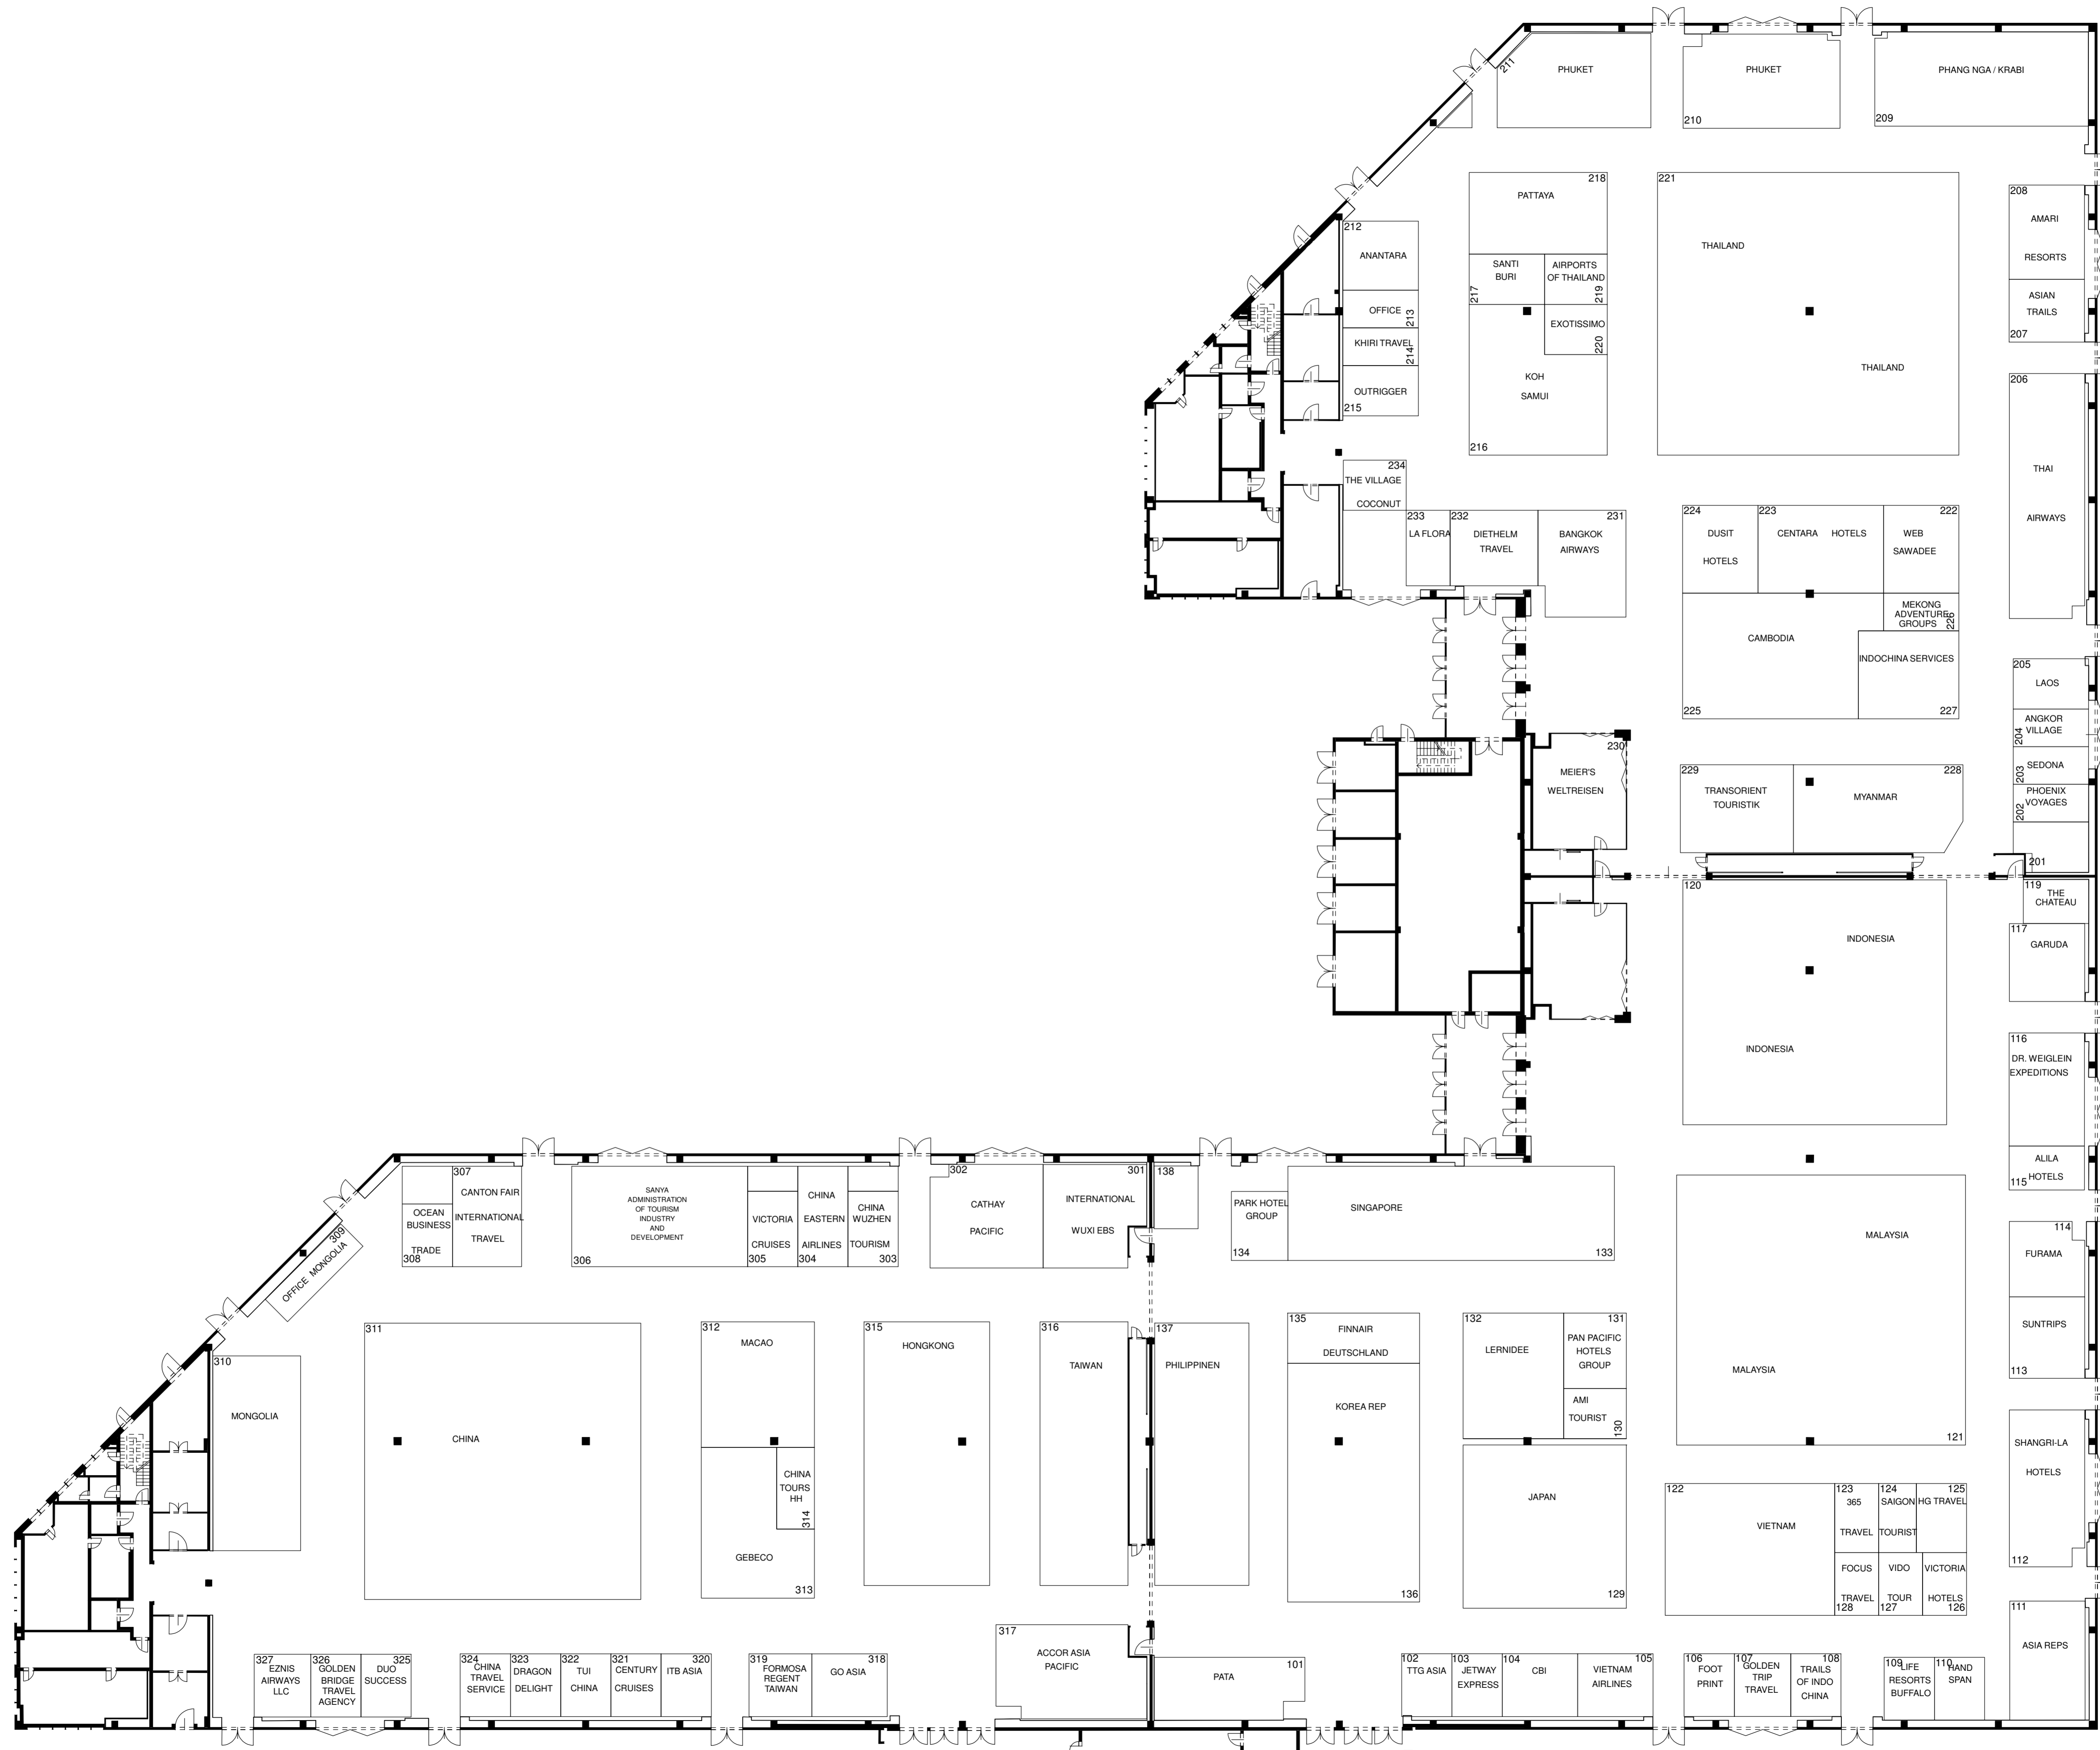 211
PHUKET
PHUKET
210
PHANG NGA / KRABI
209
218
PATTAYA
221
THAILAND
THAILAND
208
AMARI
RESORTS
ASIAN
TRAILS
207
212
ANANTARA
OFFICE
213
KHIRI TRAVEL
214
OUTRIGGER
215
SANTI
BURI
217
AIRPORTS
OF THAILAND
219
EXOTISSIMO
220
KOH
SAMUI
216
206
THAI
AIRWAYS
234
THE VILLAGE
COCONUT
233
LA FLORA
232
DIETHELM
TRAVEL
231
BANGKOK
AIRWAYS
224
DUSIT
HOTELS
223
CENTARA HOTELS
222
WEB
SAWADEE
MEKONG
ADVENTURE
GROUPS
226
CAMBODIA
225
INDOCHINA SERVICES
227
205
LAOS
ANGKOR
VILLAGE
204
SEDONA
203
PHOENIX
VOYAGES
202
201
230
MEIER'S
WELTREISEN
229
TRANSORIENT
TOURISTIK
228
MYANMAR
120
INDONESIA
INDONESIA
119
THE
CHATEAU
117
GARUDA
116
DR. WEIGLEIN
EXPEDITIONS
ALILA
HOTELS
115
307
CANTON FAIR
INTERNATIONAL
TRAVEL
OCEAN
BUSINESS
TRADE
308
309
OFFICE MONGOLIA
SANYA
ADMINISTRATION
OF TOURISM
INDUSTRY
AND
DEVELOPMENT
306
VICTORIA
CRUISES
305
CHINA
EASTERN
AIRLINES
304
CHINA
WUZHEN
TOURISM
303
302
CATHAY
PACIFIC
301
INTERNATIONAL
WUXI EBS
138
PARK HOTEL
GROUP
134
SINGAPORE
133
MALAYSIA
MALAYSIA
121
114
FURAMA
SUNTRIPS
113
310
MONGOLIA
311
CHINA
312
MACAO
CHINA
TOURS
HH
314
GEBECO
313
315
HONGKONG
316
TAIWAN
137
PHILIPPINEN
135
FINNAIR
DEUTSCHLAND
KOREA REP
136
132
LERNIDEE
131
PAN PACIFIC
HOTELS
GROUP
AMI
TOURIST
130
JAPAN
129
122
VIETNAM
123
365
TRAVEL
124
SAIGON
TOURIST
125
HG TRAVEL
FOCUS
TRAVEL
128
VIDO
TOUR
127
VICTORIA
HOTELS
126
SHANGRI-LA
HOTELS
112
111
ASIA REPS
327
EZNIS
AIRWAYS
LLC
326
GOLDEN
BRIDGE
TRAVEL
AGENCY
325
DUO
SUCCESS
324
CHINA
TRAVEL
SERVICE
323
DRAGON
DELIGHT
322
TUI
CHINA
321
CENTURY
CRUISES
320
ITB ASIA
319
FORMOSA
REGENT
TAIWAN
318
GO ASIA
317
ACCOR ASIA
PACIFIC
101
PATA
102
TTG ASIA
103
JETWAY
EXPRESS
104
CBI
105
VIETNAM
AIRLINES
106
FOOT
PRINT
107
GOLDEN
TRIP
TRAVEL
108
TRAILS
OF INDO
CHINA
109
LIFE
RESORTS
BUFFALO
110
HAND
SPAN